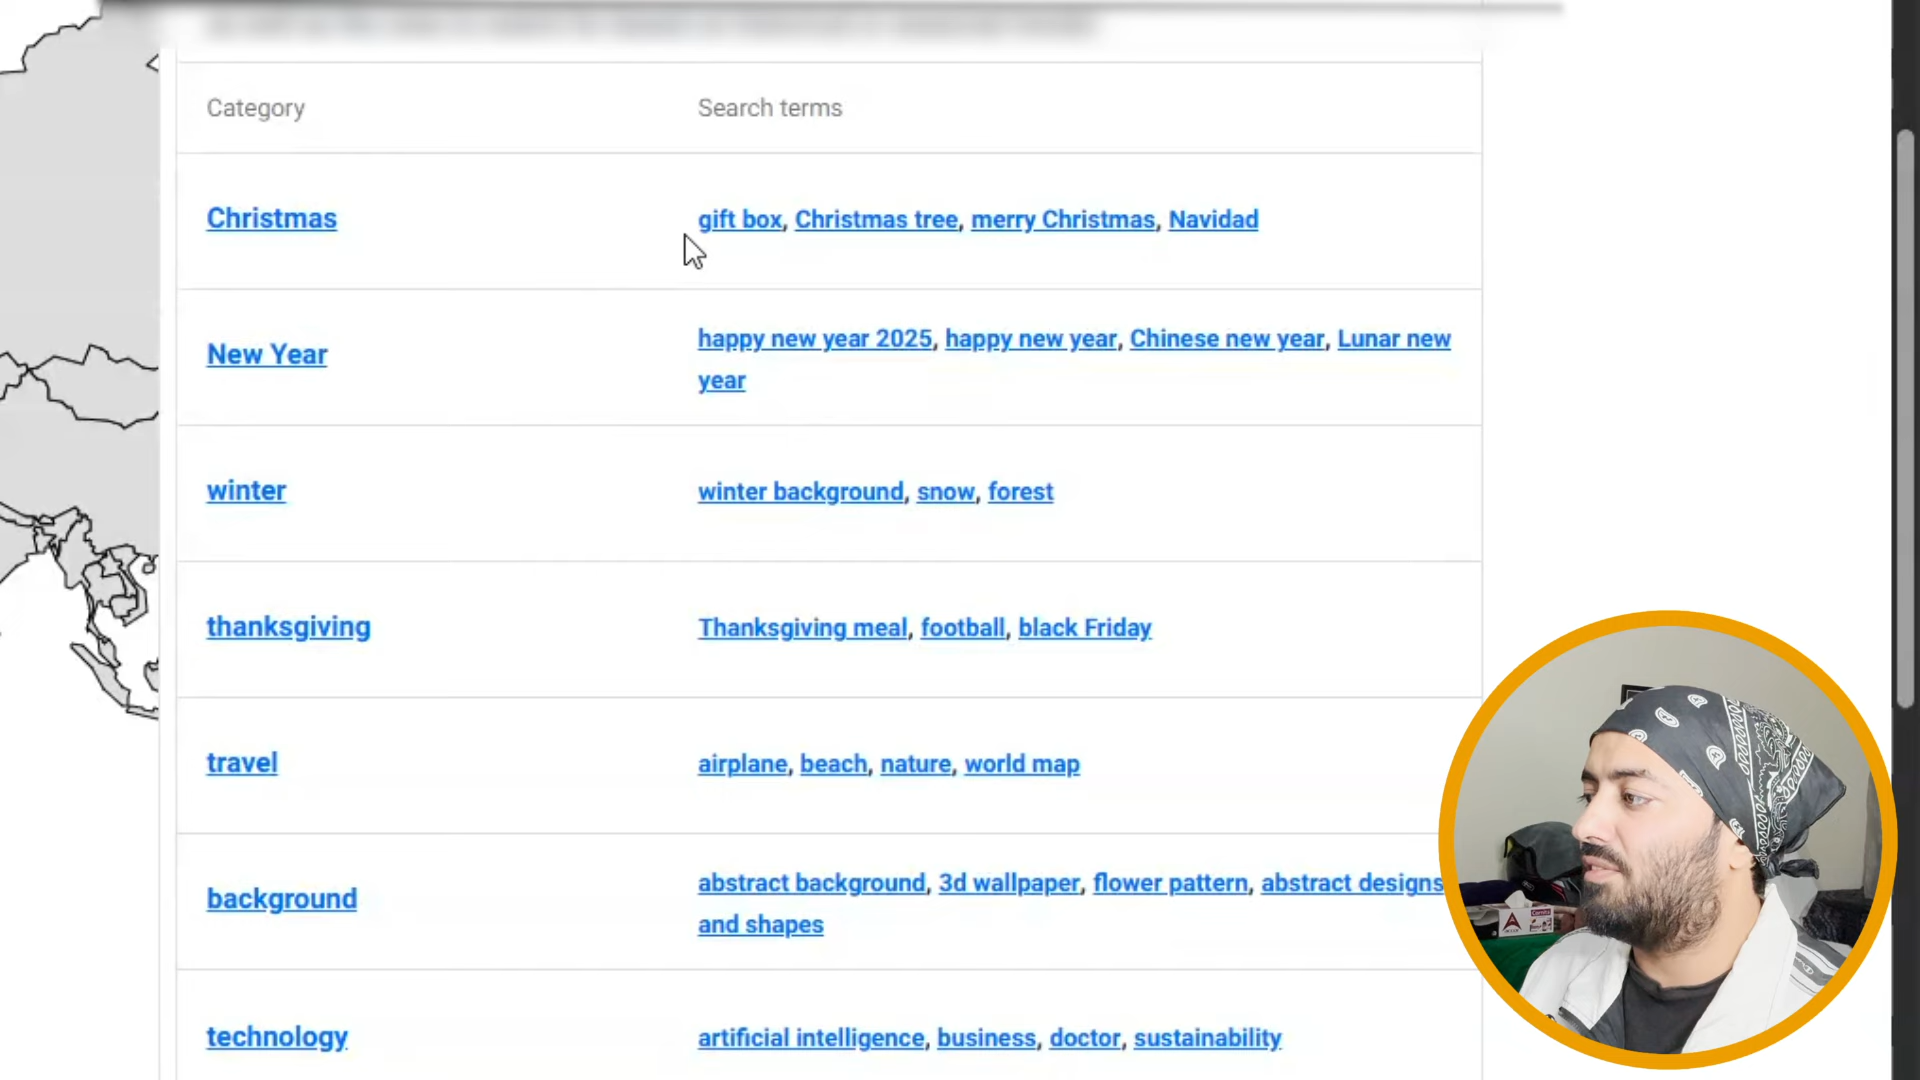 Category Search terms
Christmas gift box, Christmas tree, merry Christmas, Navidad
New Year happy new year 2025, happy new year, Chinese new year, Lunar new
year
winter winter background, snow, forest
thanksgiving Thanksgiving meal, football, black Friday
travel airplane, beach, nature, world map
background abstract background, 3d wallpaper, flower pattern, abstract designs
and shapes
technology artificial intelligence, business, doctor, sustainability